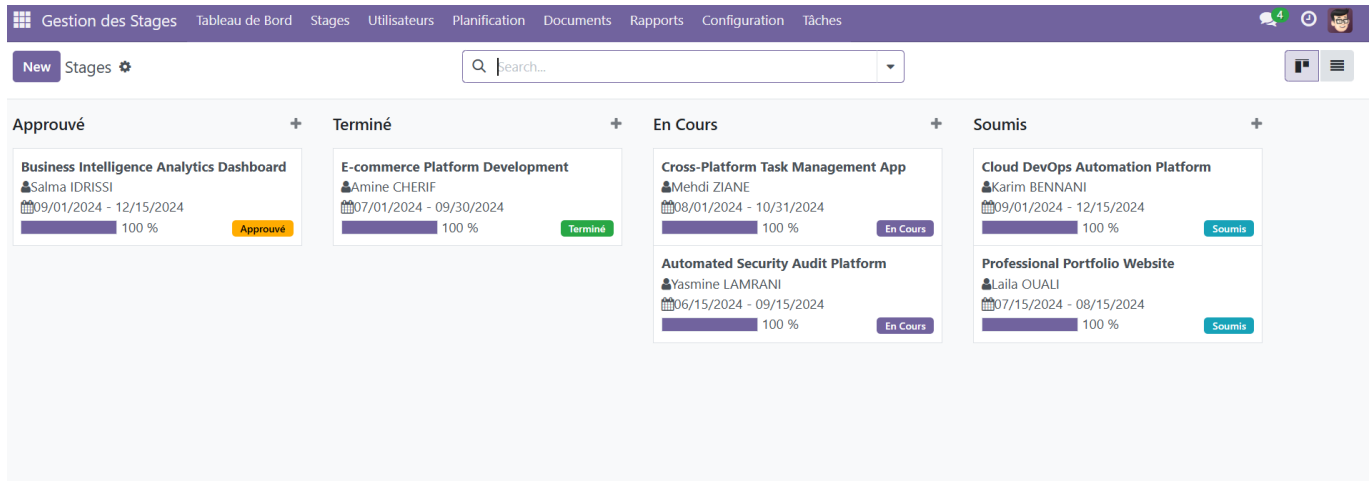 Gestion des Stages Tableau de Bord Stages Utilisateurs Planification Documents Rapports Configuration Tâches 4
New Stages Search...
Approuvé
Business Intelligence Analytics Dashboard
Salma IDRISSI
09/01/2024 - 12/15/2024
100 % Approuvé
Terminé
E-commerce Platform Development
Amine CHERIF
07/01/2024 - 09/30/2024
100 % Terminé
En Cours
Cross-Platform Task Management App
Mehdi ZIANE
08/01/2024 - 10/31/2024
100 % En Cours
Automated Security Audit Platform
Yasmine LAMRANI
06/15/2024 - 09/15/2024
100 % En Cours
Soumis
Cloud DevOps Automation Platform
Karim BENNANI
09/01/2024 - 12/15/2024
100 % Soumis
Professional Portfolio Website
Laila OUALI
07/15/2024 - 08/15/2024
100 % Soumis